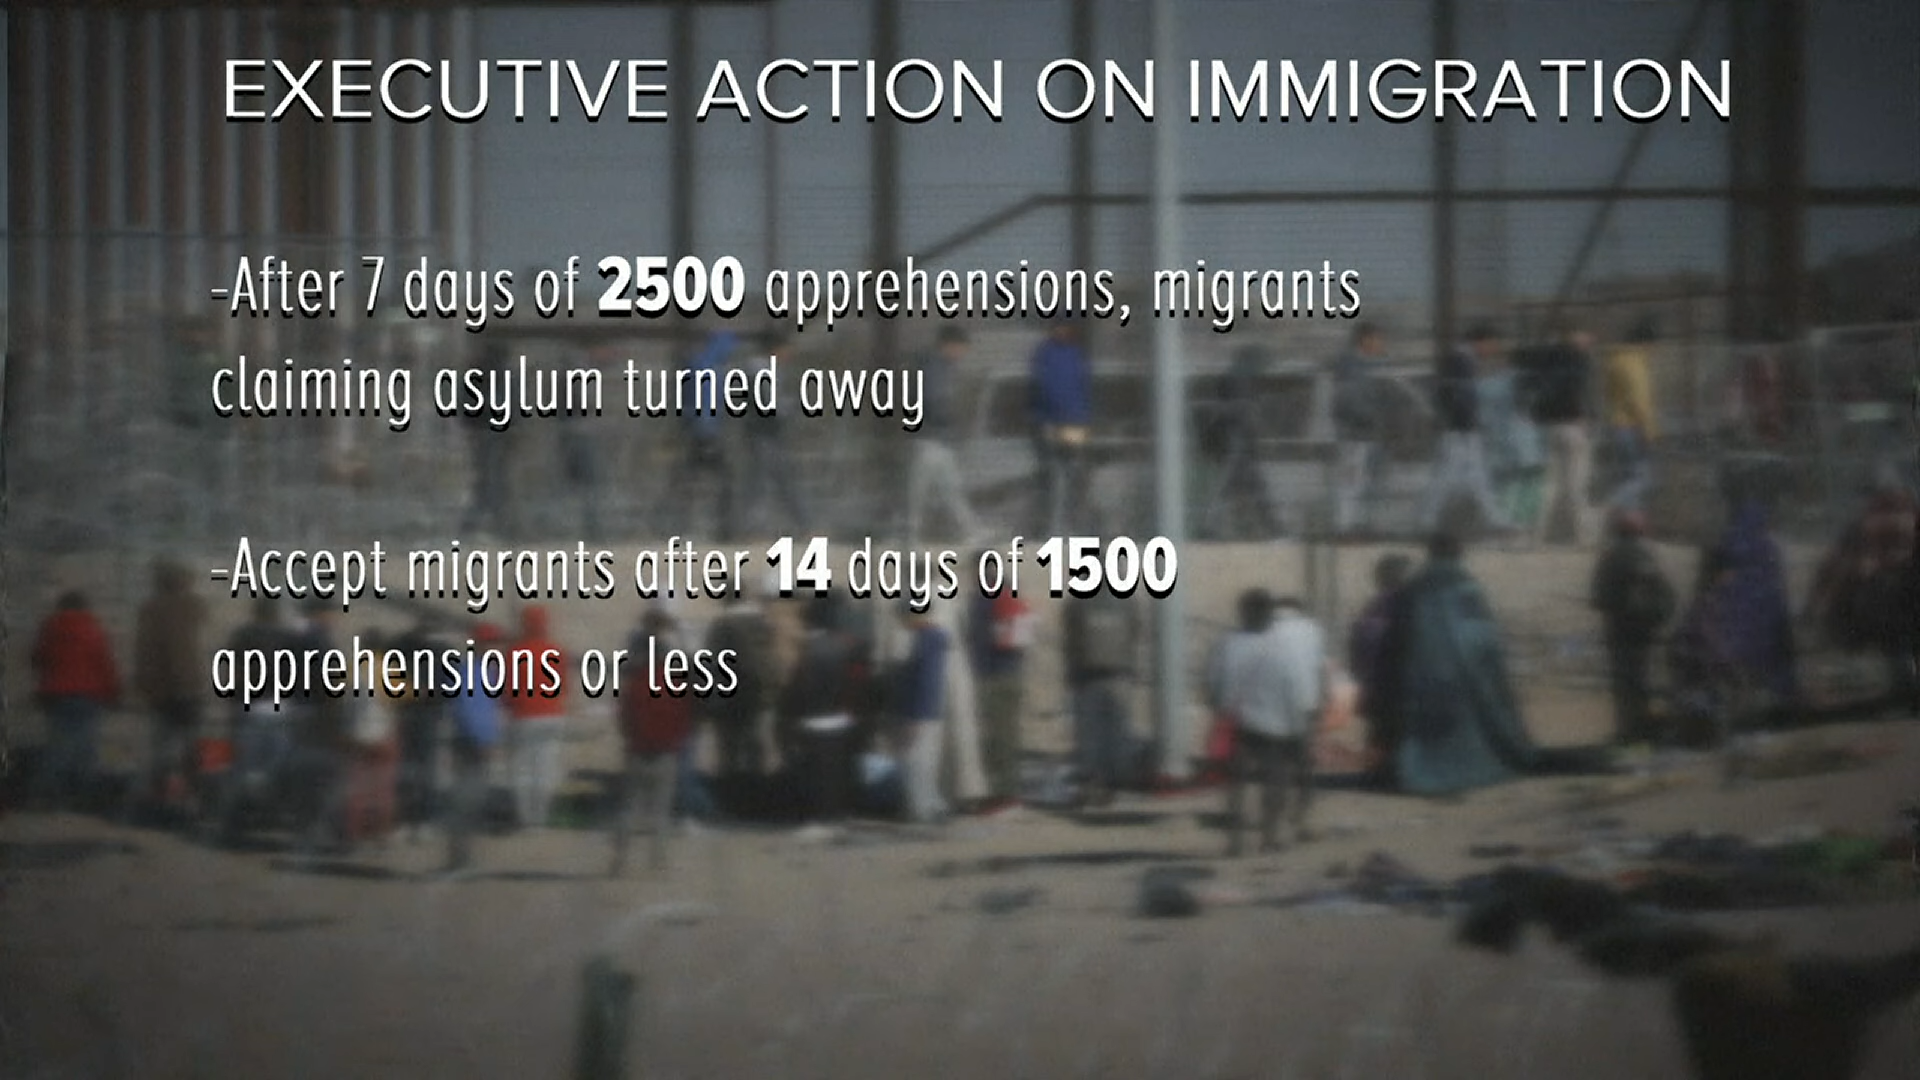 EXECUTIVE ACTION ON IMMIGRATION
-After 7 days of 2500 apprehensions, migrants
claiming asylum turned away
-Accept migrants after 14 days of 1500
apprehensions or less